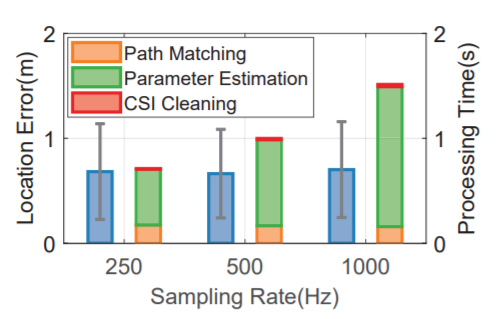 2
2
Path Matching
Parameter Estimation
CSI Cleaning
Location Error(m)
Processing Time(s)
1
1
0
0
250
500
1000
Sampling Rate(Hz)